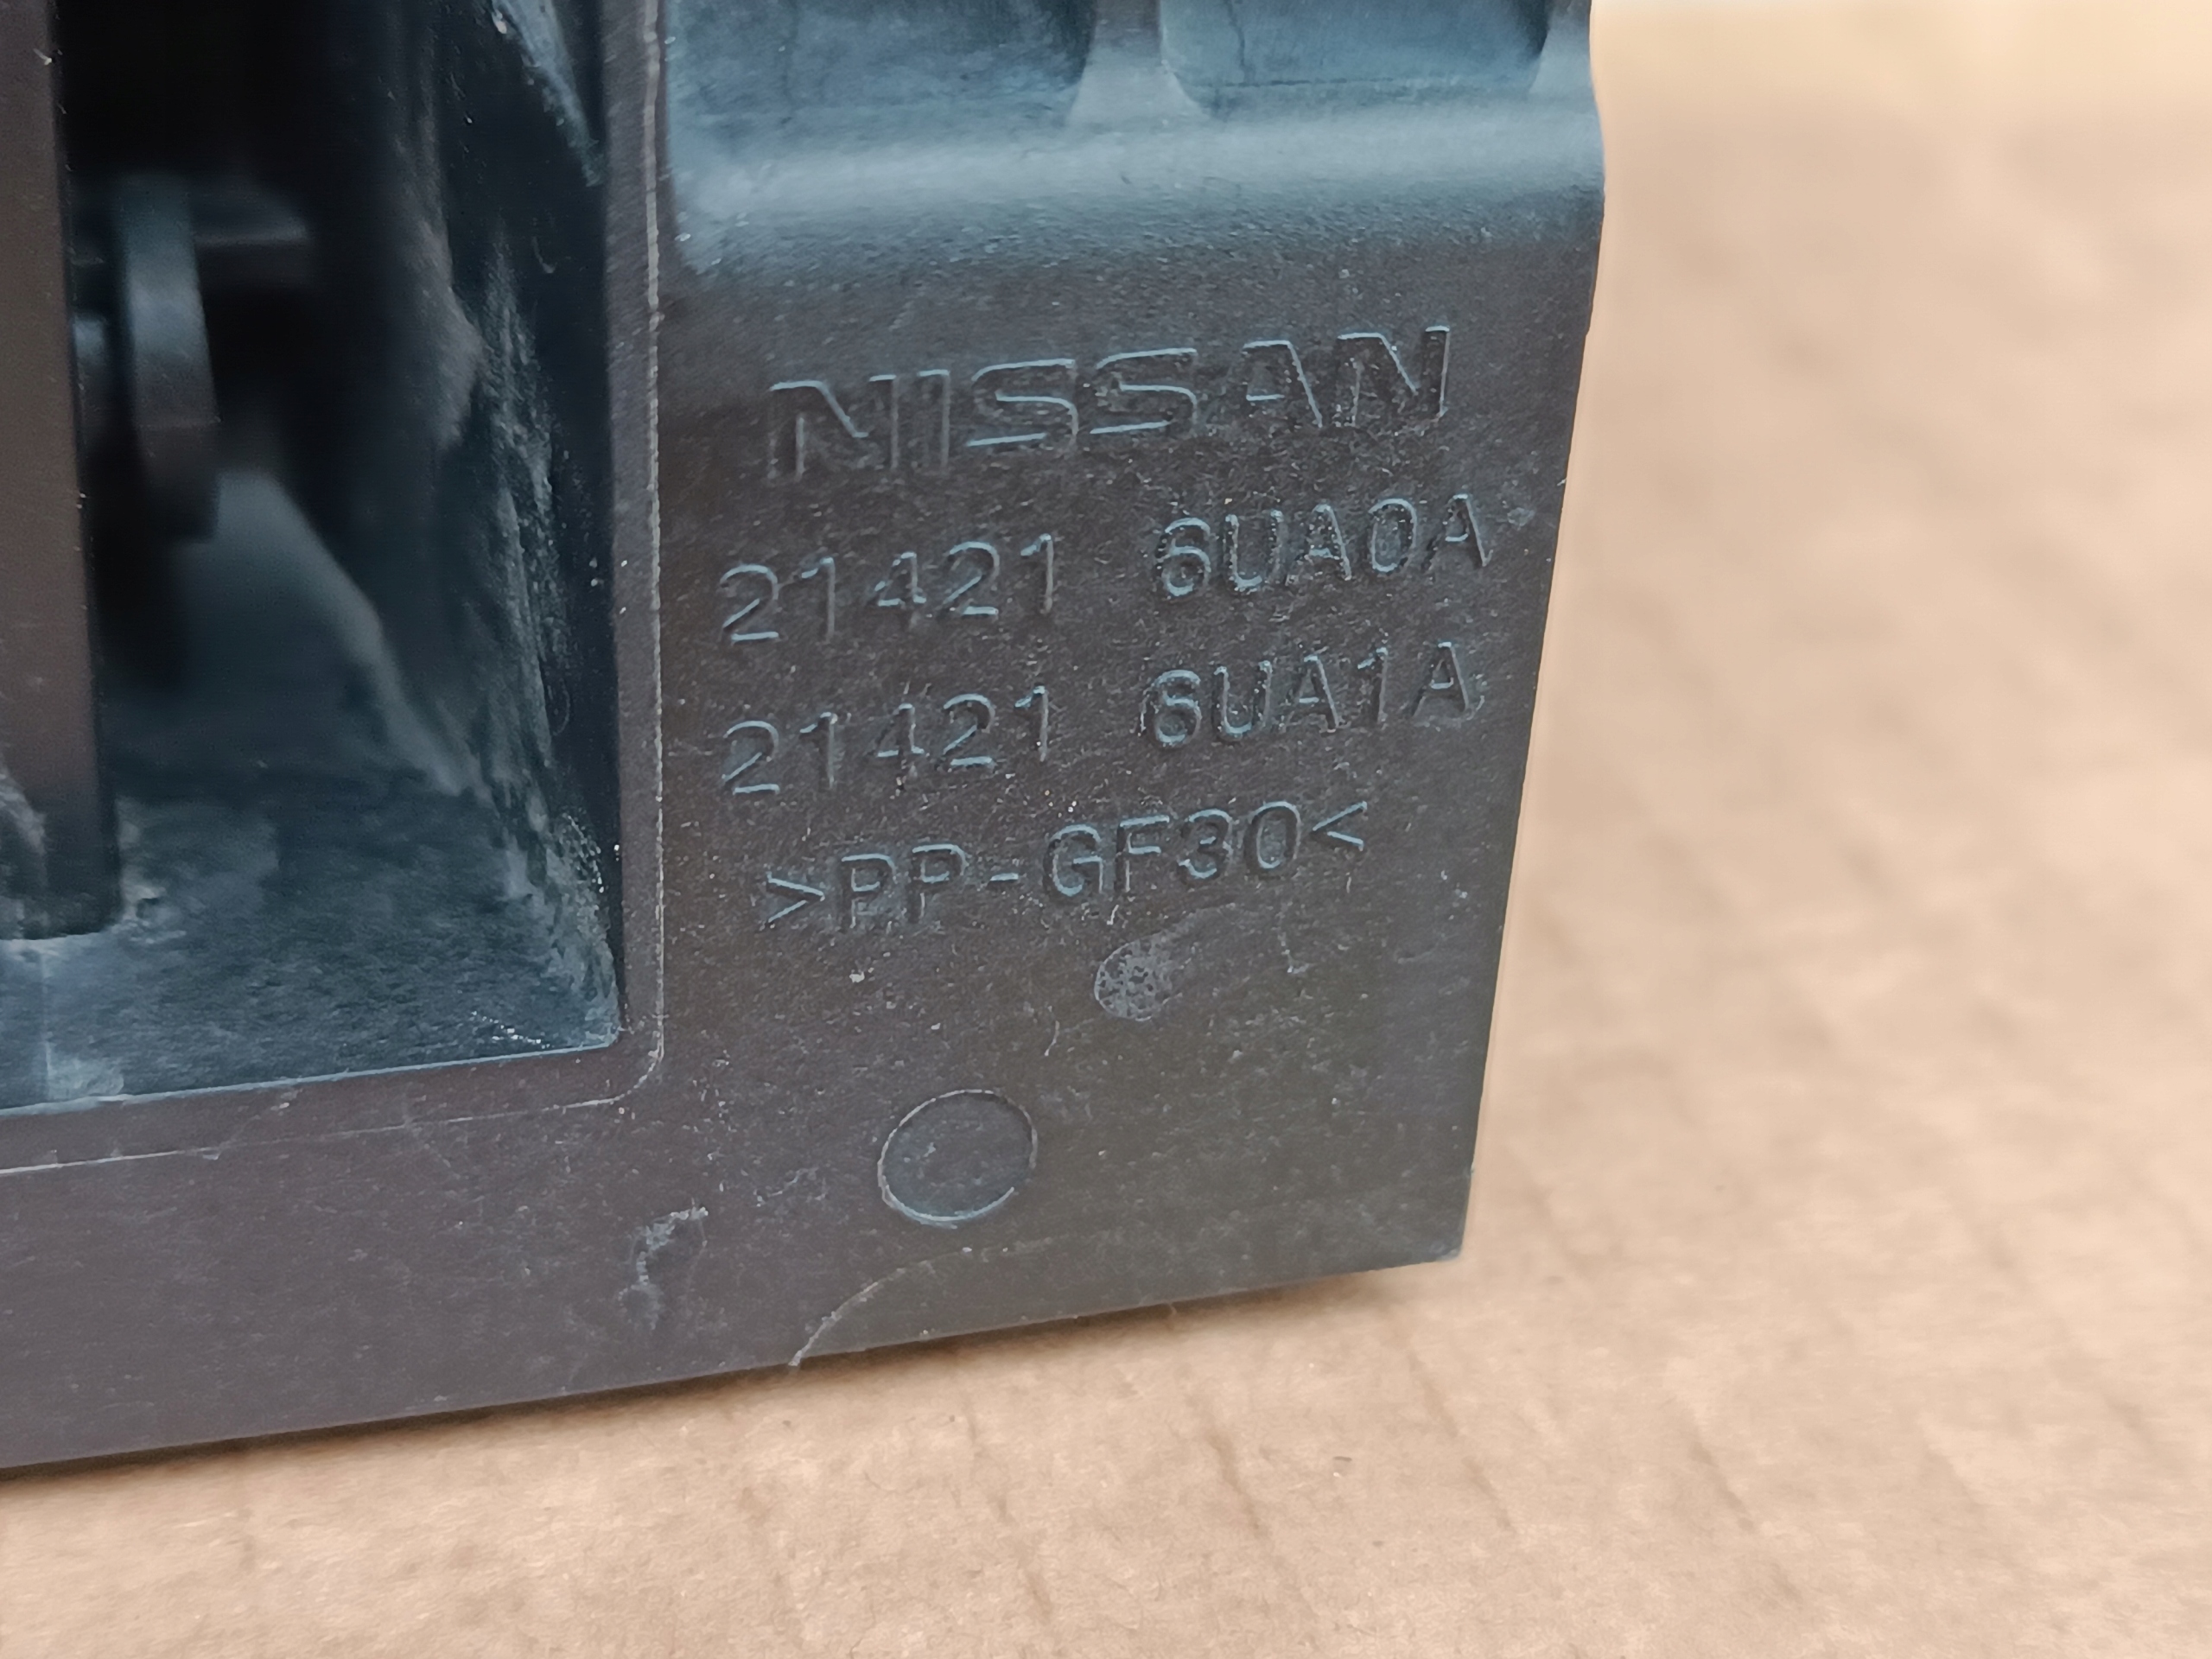 NISSAN
21421 6UA0A
21421 6UA1A
>PP-GF30<